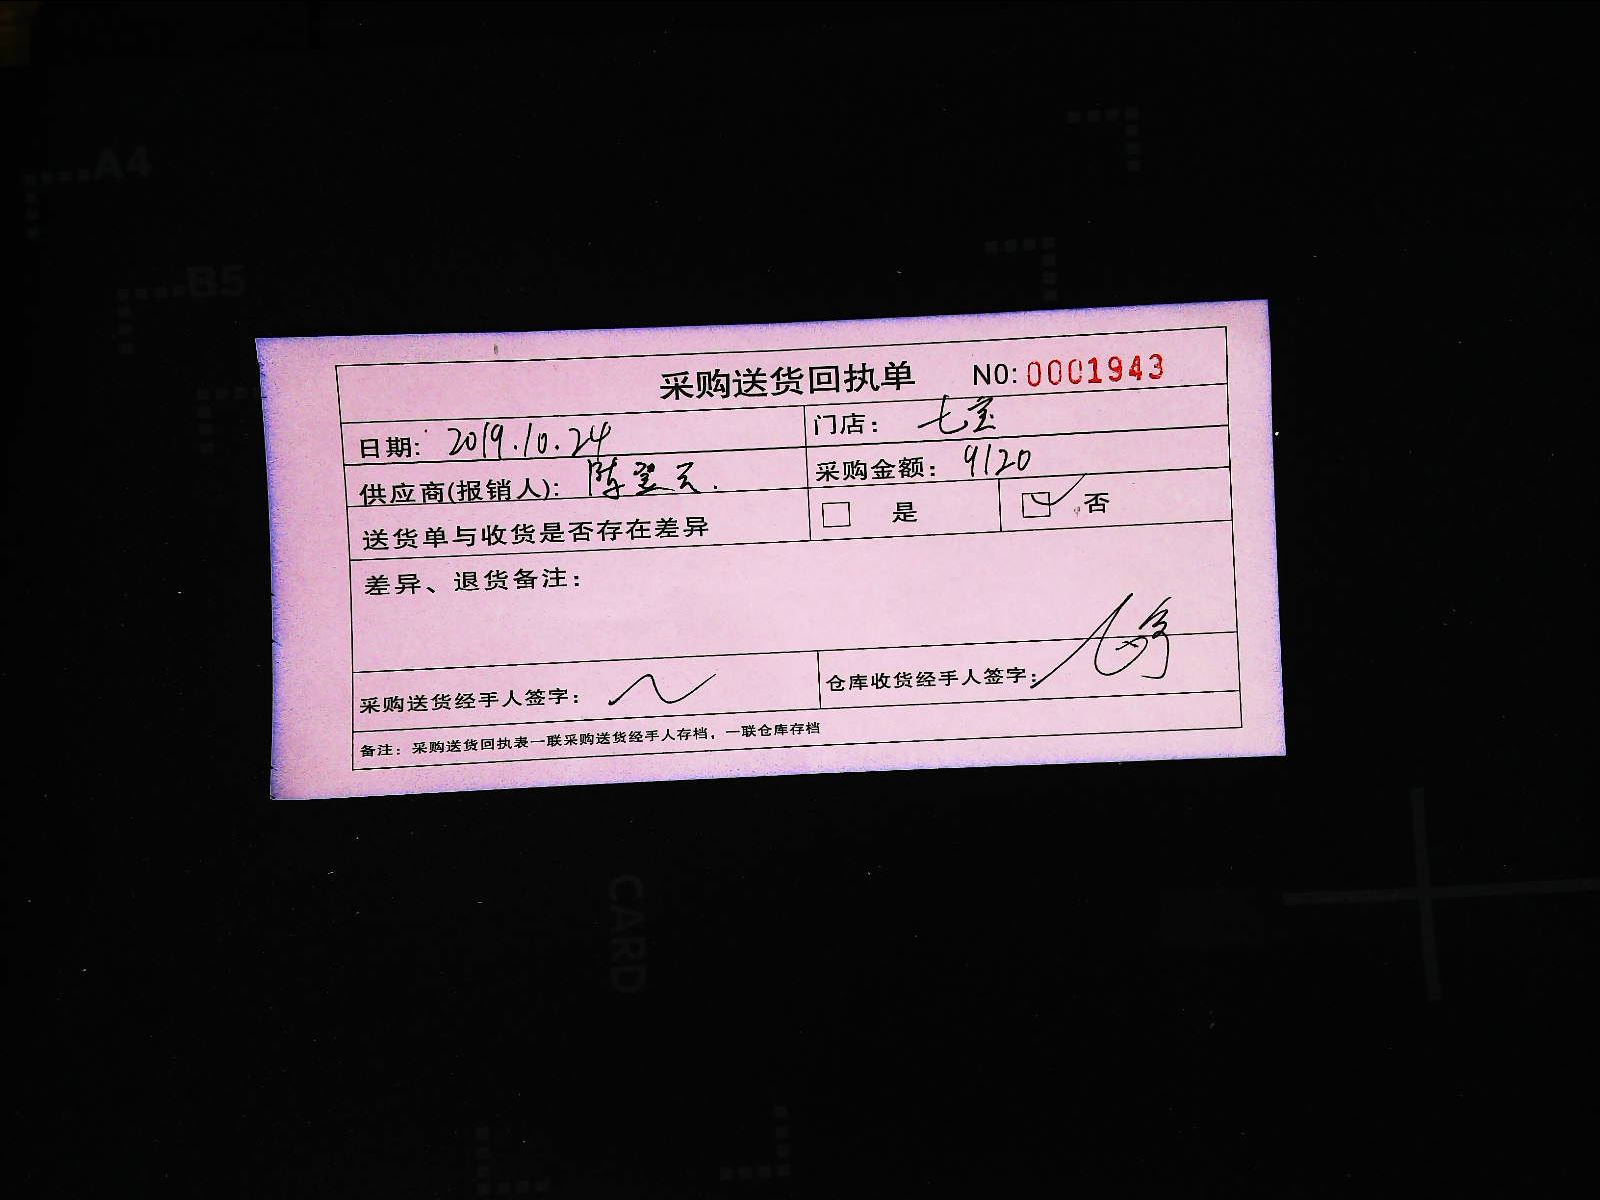 A4
B5
采购送货回执单 NO:0001943
日期: 2019.10.24 门店: 七宝
供应商(报销人): 陈 采购金额: 9120
送货单与收货是否存在差异 □ 是 ☑ 否
差异、退货备注:
采购送货经手人签字: 仓库收货经手人签字:
备注: 采购送货回执表一联采购送货经手人存档,一联仓库存档
CARD